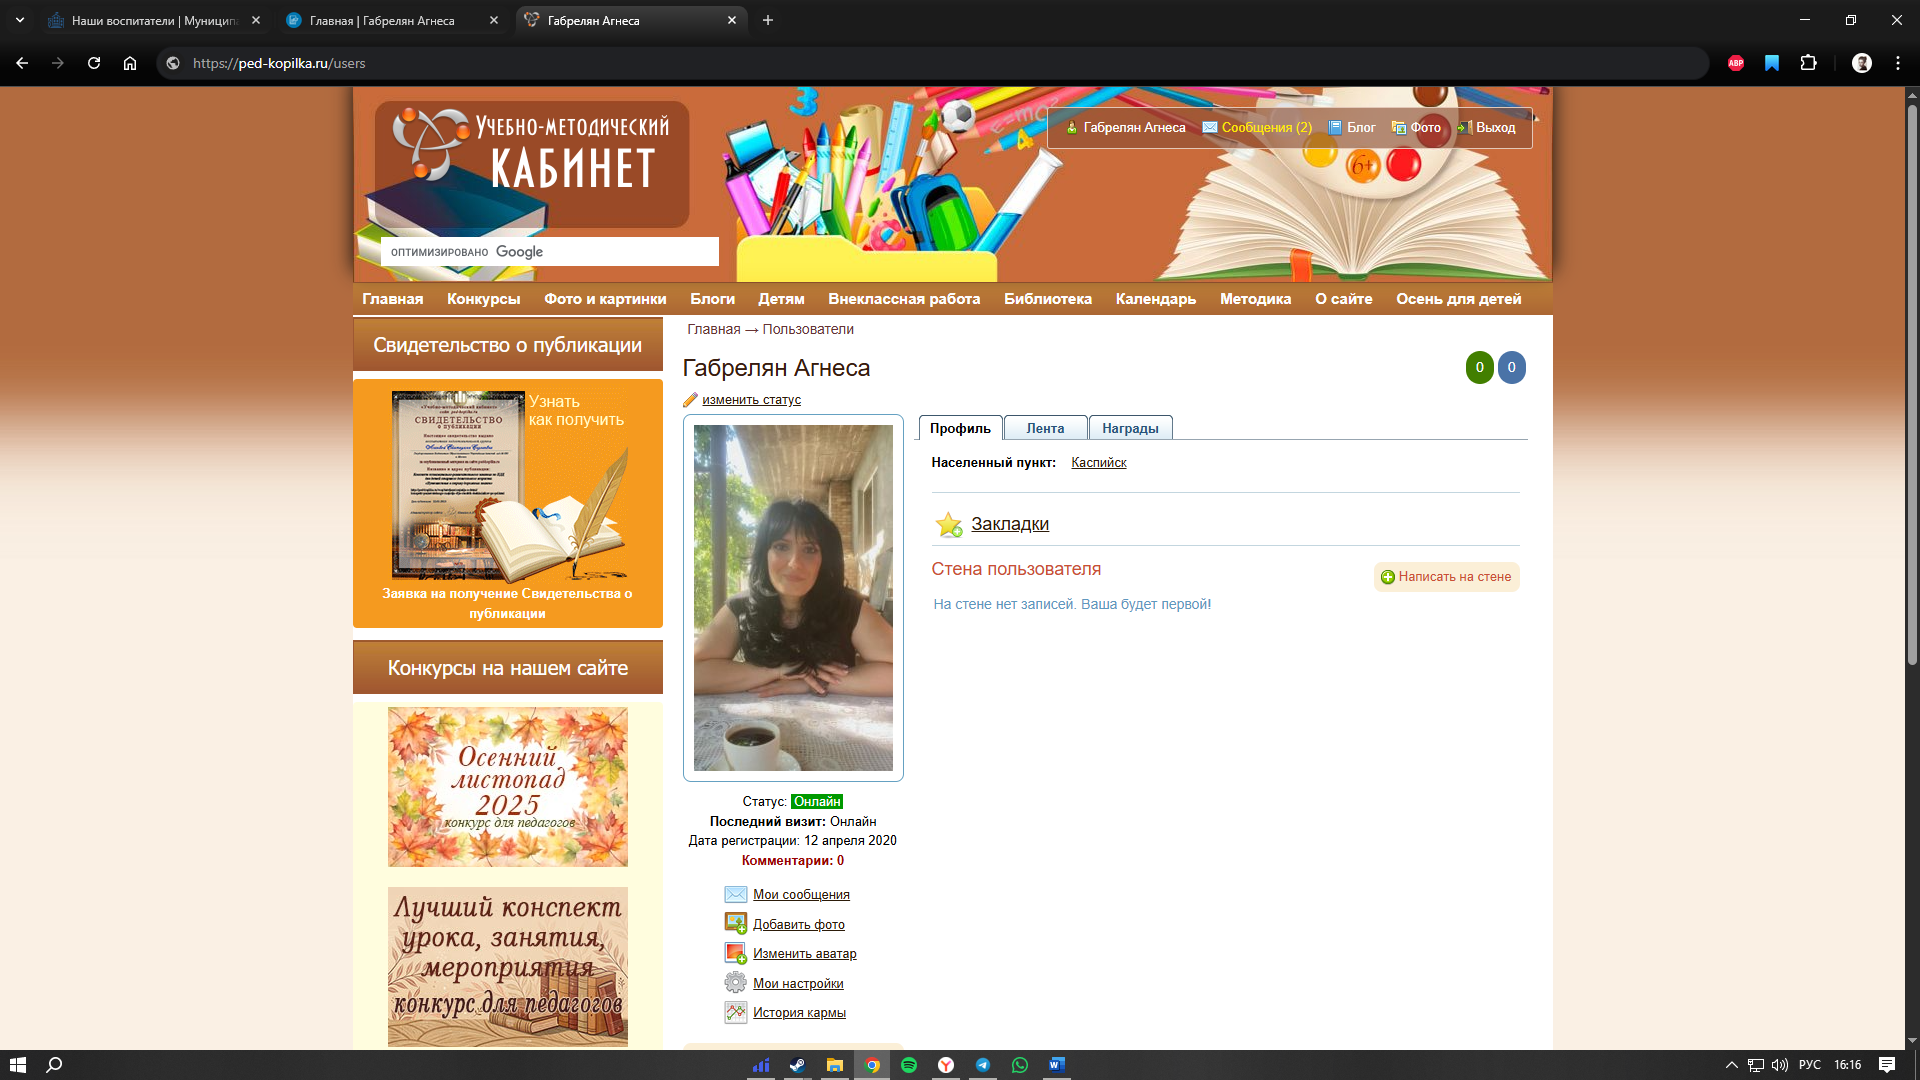 Наши воспитатели | Муницип
Главная | Габрелян Агнеса
Габрелян Агнеса
https://ped-kopilka.ru/users
ABP
Учебно-методический
КАБИНЕТ
оптимизировано Google
Габрелян Агнеса
Сообщения (2)
Блог
Фото
Выход
6+
Главная
Конкурсы
Фото и картинки
Блоги
Детям
Внеклассная работа
Библиотека
Календарь
Методика
О сайте
Осень для детей
Свидетельство о публикации
СВИДЕТЕЛЬСТВО
о публикации
Узнать
как получить
Заявка на получение Свидетельства о
публикации
Конкурсы на нашем сайте
Осенний
листопад
2025
конкурс для педагогов
Лучший конспект
урока, занятия,
мероприятия
конкурс для педагогов
Главная → Пользователи
Габрелян Агнеса
0
0
изменить статус
Профиль
Лента
Награды
Населенный пункт: Каспийск
Закладки
Стена пользователя
Написать на стене
На стене нет записей. Ваша будет первой!
Статус: Онлайн
Последний визит: Онлайн
Дата регистрации: 12 апреля 2020
Комментарии: 0
Мои сообщения
Добавить фото
Изменить аватар
Мои настройки
История кармы
РУС
16:16